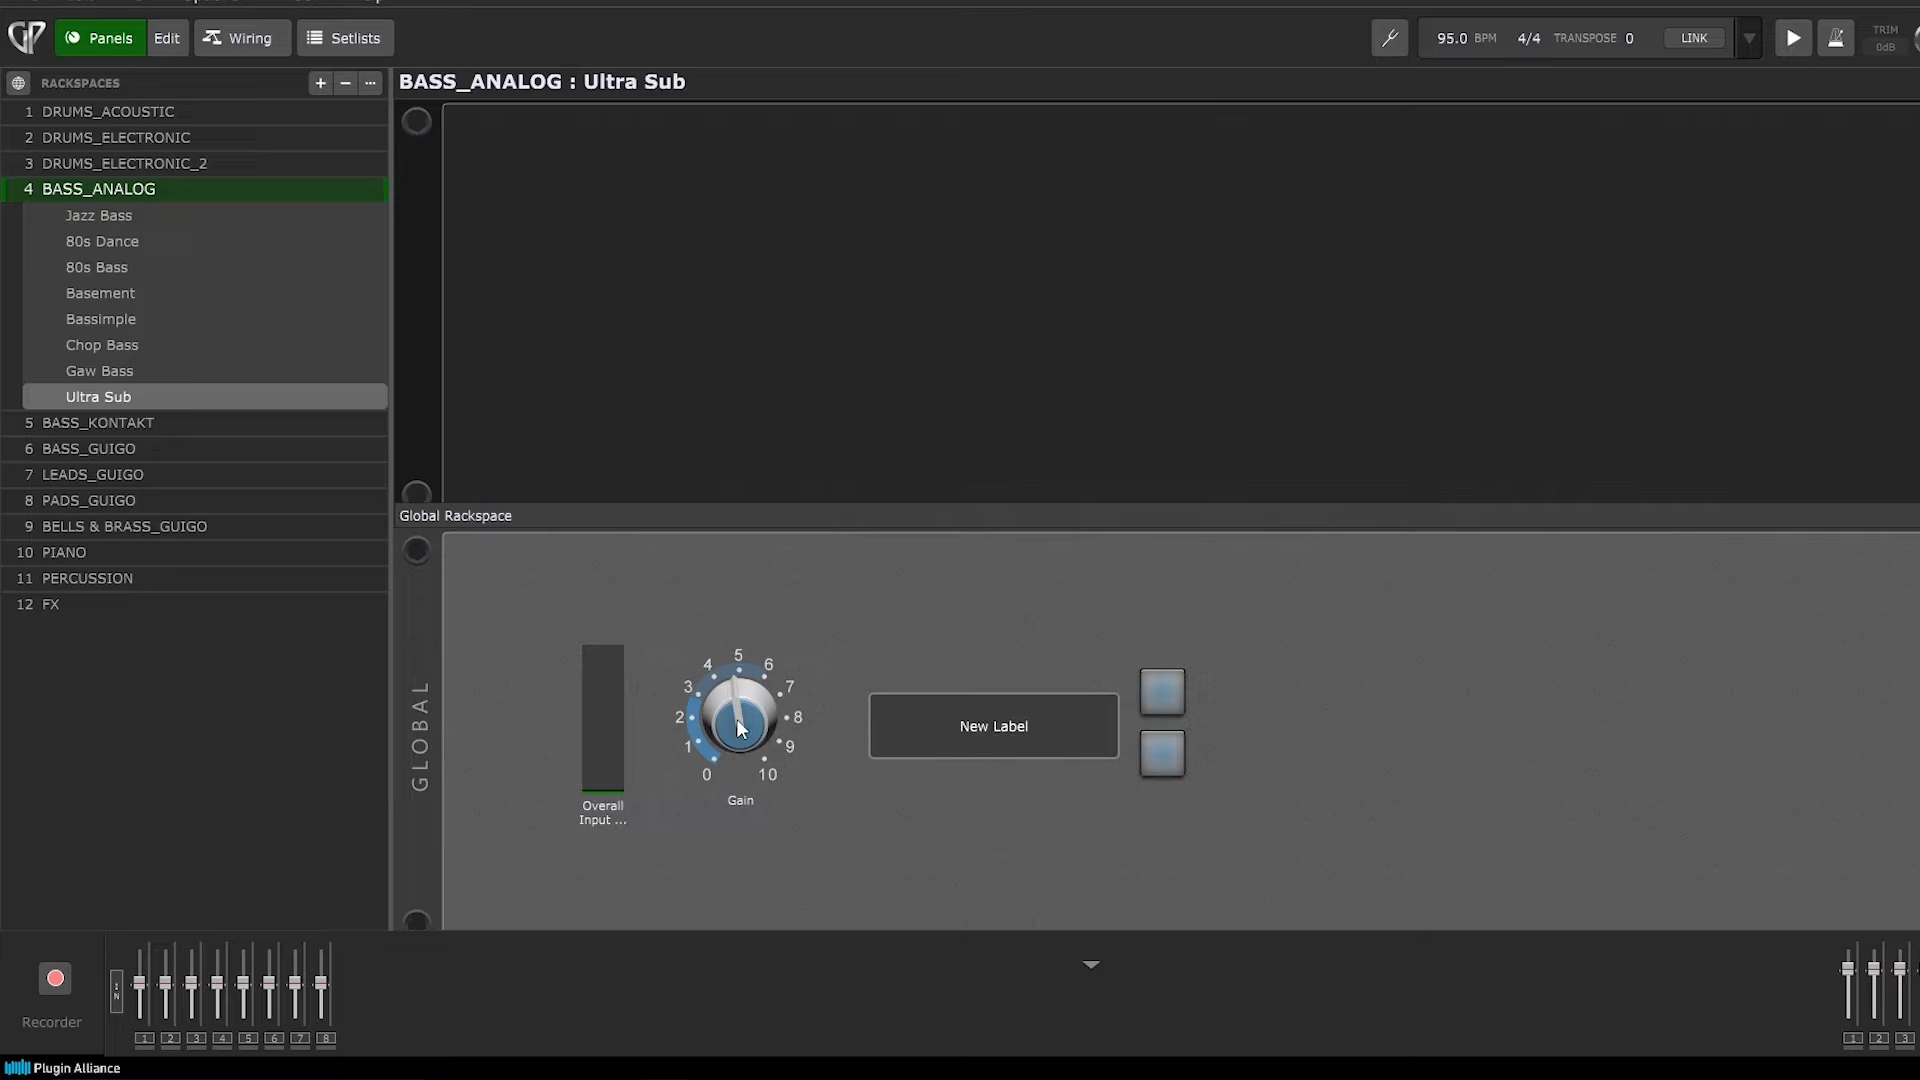 GP Panels Edit Wiring Setlists 95.0 BPM 4/4 TRANSPOSE 0 LINK TRIM 0dB
RACKSPACES + − ...
BASS_ANALOG : Ultra Sub
1 DRUMS_ACOUSTIC
2 DRUMS_ELECTRONIC
3 DRUMS_ELECTRONIC_2
4 BASS_ANALOG
Jazz Bass
80s Dance
80s Bass
Basement
Bassimple
Chop Bass
Gaw Bass
Ultra Sub
5 BASS_KONTAKT
6 BASS_GUIGO
7 LEADS_GUIGO
8 PADS_GUIGO
9 BELLS & BRASS_GUIGO
10 PIANO
11 PERCUSSION
12 FX
Global Rackspace
GLOBAL
Overall
Input ...
0 1 2 3 4 5 6 7 8 9 10
Gain
New Label
Recorder
IN
1 2 3 4 5 6 7 8
1 2 3
Plugin Alliance